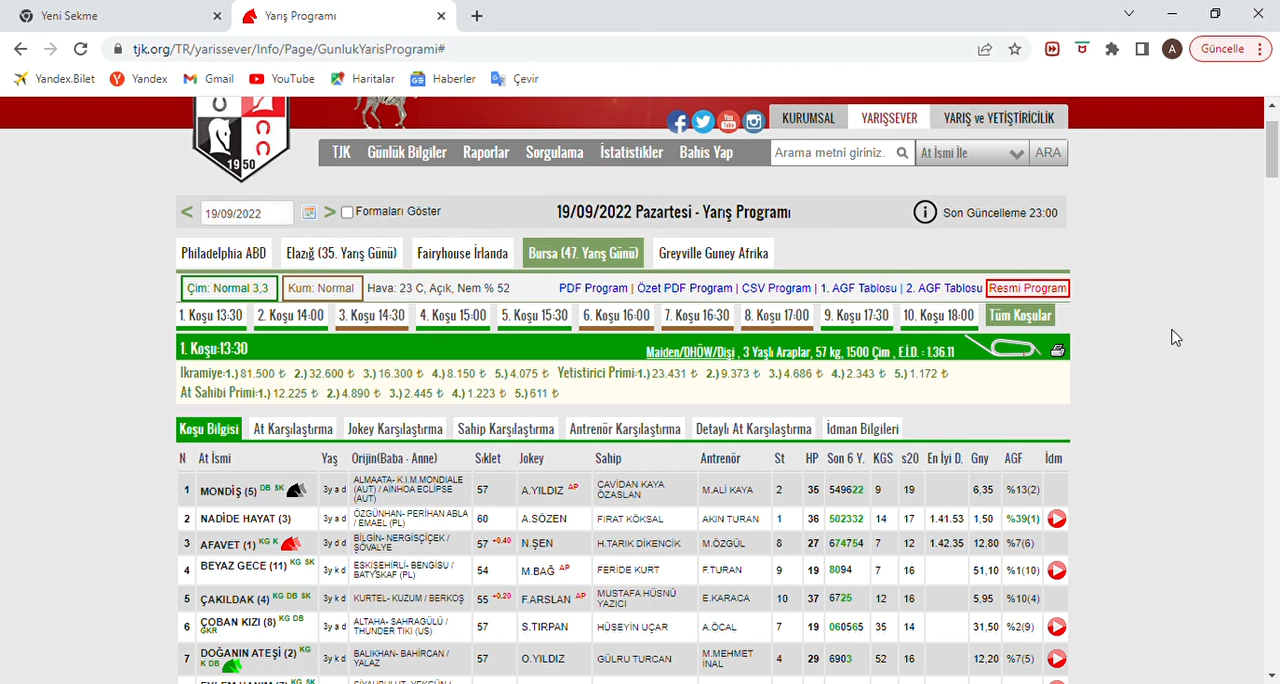 Yeni Sekme
Yarış Programı
tjk.org/TR/yarissever/Info/Page/GunlukYarisProgrami#
Güncelle
A
Yandex.Bilet Yandex Gmail YouTube Haritalar Haberler Çevir
C C
C C
1950
KURUMSAL YARIŞSEVER YARIŞ ve YETİŞTİRİCİLİK
TJK Günlük Bilgiler Raporlar Sorgulama İstatistikler Bahis Yap Arama metni giriniz. At İsmi İle ARA
< 19/09/2022 > Formaları Göster 19/09/2022 Pazartesi - Yarış Programı Son Güncelleme 23:00
Philadelphia ABD Elazığ (35. Yarış Günü) Fairyhouse İrlanda Bursa (47. Yarış Günü) Greyville Guney Afrika
Çim: Normal 3,3 Kum: Normal Hava: 23 C, Açık, Nem % 52 PDF Program | Özet PDF Program | CSV Program | 1. AGF Tablosu | 2. AGF Tablosu Resmi Program
1. Koşu 13:30 2. Koşu 14:00 3. Koşu 14:30 4. Koşu 15:00 5. Koşu 15:30 6. Koşu 16:00 7. Koşu 16:30 8. Koşu 17:00 9. Koşu 17:30 10. Koşu 18:00 Tüm Koşular
1. Koşu:13:30 Maiden/DHÖW/Dişi , 3 Yaşlı Araplar, 57 kg, 1500 Çim , E.İ.D. : 1.36.11
Ikramiye:1.) 81.500 ₺ 2.) 32.600 ₺ 3.) 16.300 ₺ 4.) 8.150 ₺ 5.) 4.075 ₺ Yetistirici Primi:1.) 23.431 ₺ 2.) 9.373 ₺ 3.) 4.686 ₺ 4.) 2.343 ₺ 5.) 1.172 ₺
At Sahibi Primi:1.) 12.225 ₺ 2.) 4.890 ₺ 3.) 2.445 ₺ 4.) 1.223 ₺ 5.) 611 ₺
Koşu Bilgisi At Karşılaştırma Jokey Karşılaştırma Sahip Karşılaştırma Antrenör Karşılaştırma Detaylı At Karşılaştırma İdman Bilgileri
N At İsmi Yaş Orijin(Baba - Anne) Sıklet Jokey Sahip Antrenör St HP Son 6 Y. KGS s20 En İyi D. Gny AGF İdm
1 MONDİŞ (5) DB SK 3y a d ALMAATA- K.I.M.MONDIALE (AUT) / AINHOA ECLIPSE (AUT) 57 A.YILDIZ AP CAVİDAN KAYA ÖZASLAN M.ALİ KAYA 2 35 549622 9 19 6,35 %13(2)
2 NADİDE HAYAT (3) 3y a d ÖZGÜNHAN- PERİHAN ABLA / EMAEL (PL) 60 A.SÖZEN FIRAT KÖKSAL AKIN TURAN 1 36 502332 14 17 1.41.53 1,50 %39(1)
3 AFAVET (1) KG K 3y a d BİLGİN- NERGİSÇİÇEK / ŞÖVALYE 57 +0.40 N.ŞEN H.TARIK DİKENCİK M.ÖZGÜL 8 27 674754 7 12 1.42.35 12,80 %7(6)
4 BEYAZ GECE (11) KG SK 3y k d ESKİŞEHİRLİ- BENGİSU / BATYSKAF (PL) 54 M.BAĞ AP FERİDE KURT F.TURAN 9 19 8094 7 16 51,10 %1(10)
5 ÇAKILDAK (4) KG DB SK 3y k d KURTEL- KUZUM / BERKOŞ 55 +0.20 F.ARSLAN AP MUSTAFA HÜSNÜ YAZICI E.KARACA 10 37 6725 12 16 5,95 %10(4)
6 ÇOBAN KIZI (8) KG DB GKR 3y k d ALTAHA- SAHRAGÜLÜ / THUNDER TIKI (US) 57 S.TIRPAN HÜSEYİN UÇAR A.ÖCAL 7 19 060565 35 14 31,50 %2(9)
7 DOĞANIN ATEŞİ (2) KG K DB 3y k d BALIKHAN- BAHİRCAN / YALAZ 57 O.YILDIZ GÜLRU TURCAN M.MEHMET İNAL 4 29 6903 52 16 12,20 %7(5)